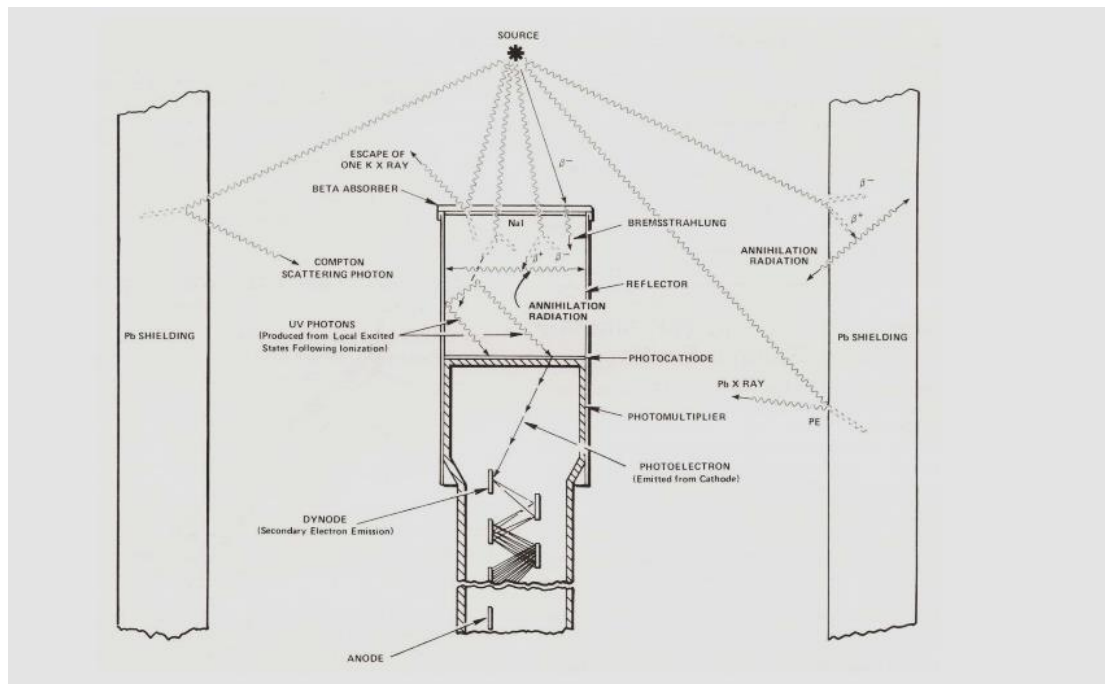 SOURCE
ESCAPE OF
ONE K X RAY
β−
BETA ABSORBER
NaI
BREMSSTRAHLUNG
β−
β+
ANNIHILATION
RADIATION
COMPTON
SCATTERING PHOTON
β+
β−
REFLECTOR
ANNIHILATION
RADIATION
UV PHOTONS
(Produced from Local Excited
States Following Ionization)
Pb SHIELDING
Pb SHIELDING
PHOTOCATHODE
Pb X RAY
PE
PHOTOMULTIPLIER
PHOTOELECTRON
(Emitted from Cathode)
DYNODE
(Secondary Electron Emission)
ANODE